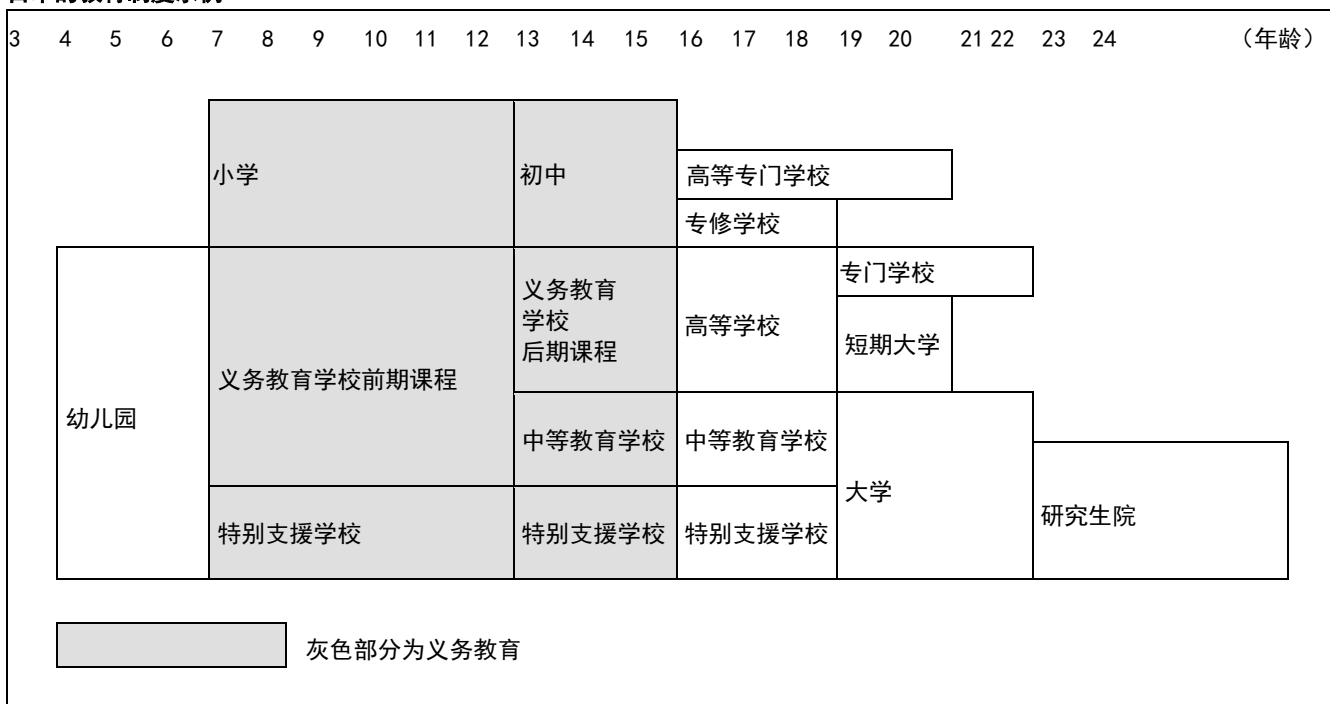 3 4 5 6 7 8 9 10 11 12 13 14 15 16 17 18 19 20 21 22 23 24 （年龄）
小学
初中
高等专门学校
专修学校
幼儿园
义务教育学校前期课程
义务教育
学校
后期课程
高等学校
专门学校
短期大学
中等教育学校
中等教育学校
大学
研究生院
特别支援学校
特别支援学校
特别支援学校
灰色部分为义务教育